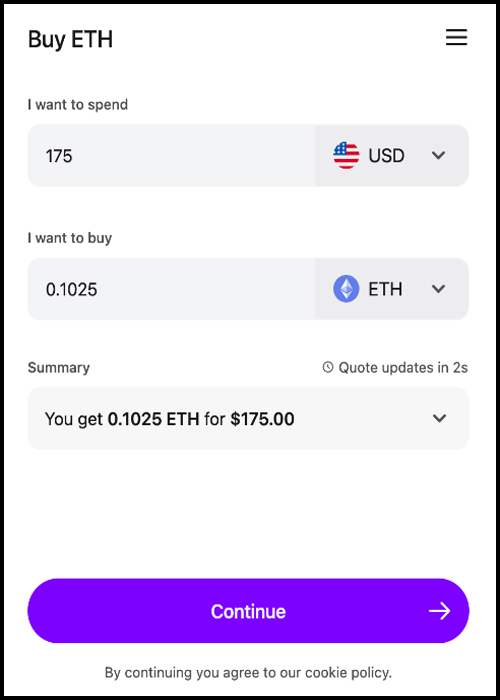 Buy ETH
I want to spend
175 USD
I want to buy
0.1025 ETH
Summary Quote updates in 2s
You get 0.1025 ETH for $175.00
Continue
By continuing you agree to our cookie policy.